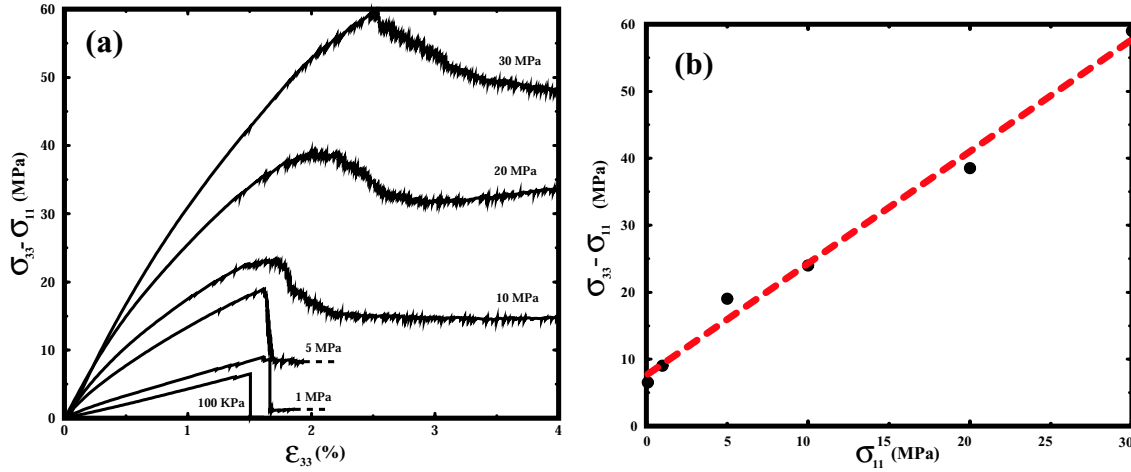 (a)
60
50
40
30
20
10
0
σ33- σ11 (MPa)
30 MPa
20 MPa
10 MPa
5 MPa
1 MPa
100 KPa
0 1 2 3 4
ε33 (%)
(b)
60
50
40
30
20
10
0
σ33 – σ11 (MPa)
0 5 10 15 20 25 30
σ11 (MPa)